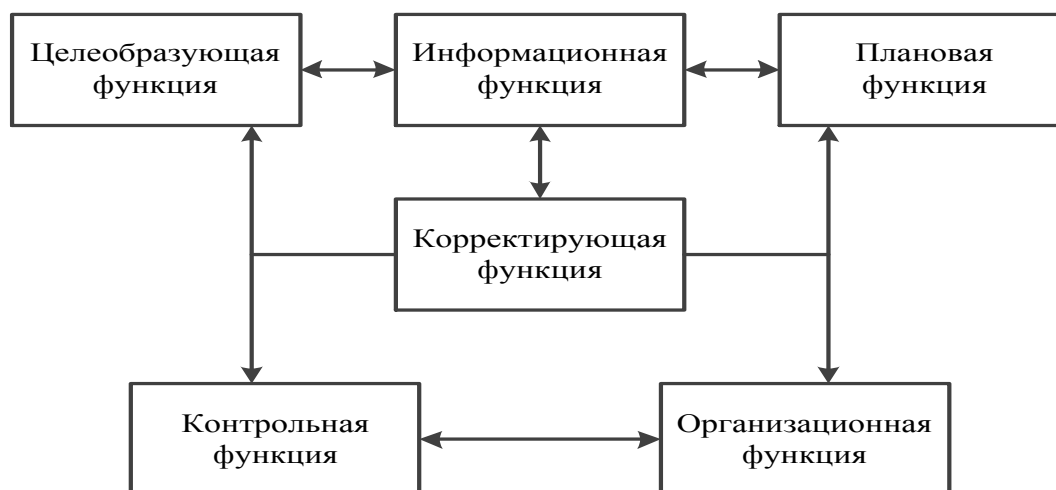 Целеобразующая
функция
Информационная
функция
Плановая
функция
Корректирующая
функция
Контрольная
функция
Организационная
функция